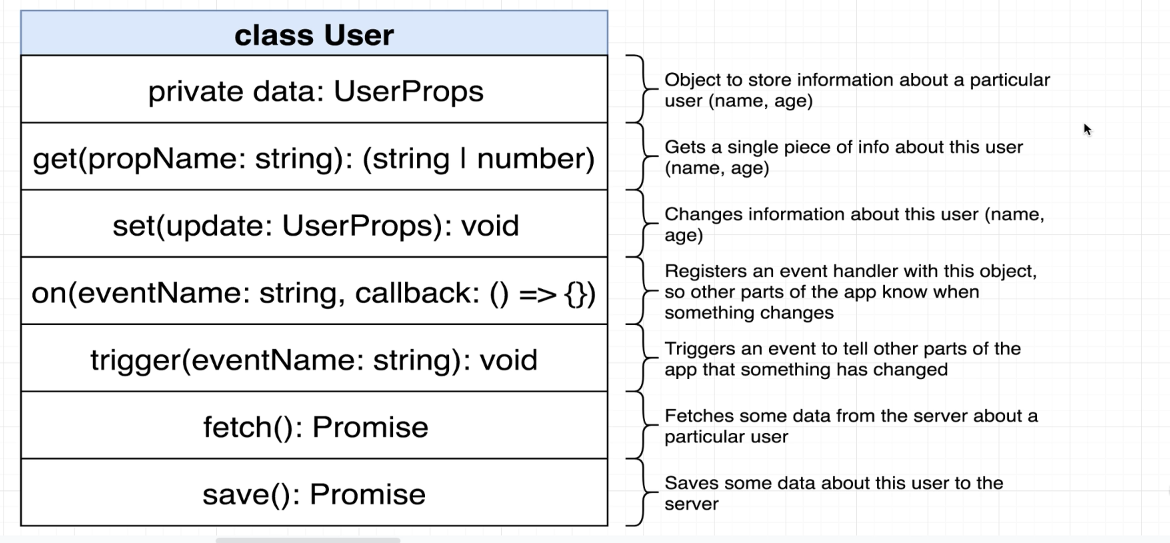 class User
private data: UserProps
Object to store information about a particular
user (name, age)
get(propName: string): (string | number)
Gets a single piece of info about this user
(name, age)
set(update: UserProps): void
Changes information about this user (name,
age)
on(eventName: string, callback: () => {})
Registers an event handler with this object,
so other parts of the app know when
something changes
trigger(eventName: string): void
Triggers an event to tell other parts of the
app that something has changed
fetch(): Promise
Fetches some data from the server about a
particular user
save(): Promise
Saves some data about this user to the
server